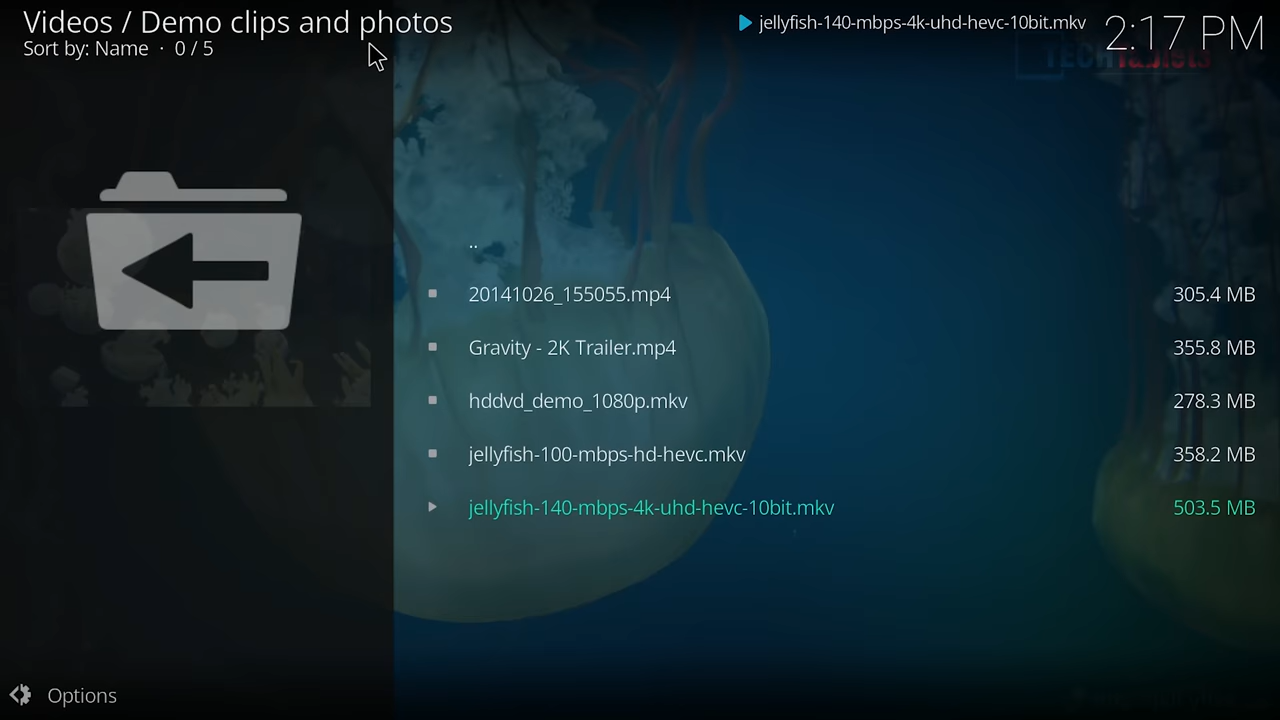 Videos / Demo clips and photos
Sort by: Name · 0 / 5
jellyfish-140-mbps-4k-uhd-hevc-10bit.mkv
2:17 PM
TECHTablets
..
20141026_155055.mp4 305.4 MB
Gravity - 2K Trailer.mp4 355.8 MB
hddvd_demo_1080p.mkv 278.3 MB
jellyfish-100-mbps-hd-hevc.mkv 358.2 MB
jellyfish-140-mbps-4k-uhd-hevc-10bit.mkv 503.5 MB
Options